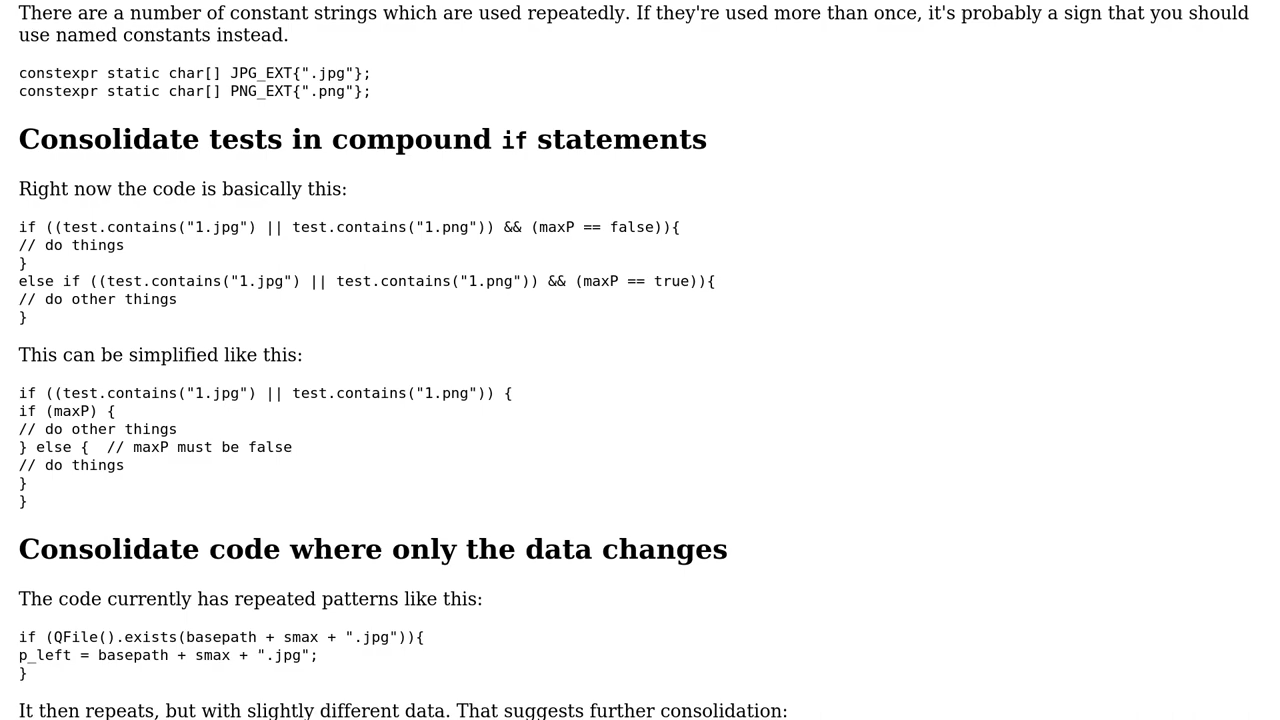 There are a number of constant strings which are used repeatedly. If they're used more than once, it's probably a sign that you should
use named constants instead.
constexpr static char[] JPG_EXT{".jpg"};
constexpr static char[] PNG_EXT{".png"};
Consolidate tests in compound if statements
Right now the code is basically this:
if ((test.contains("1.jpg") || test.contains("1.png")) && (maxP == false)){
// do things
}
else if ((test.contains("1.jpg") || test.contains("1.png")) && (maxP == true)){
// do other things
}
This can be simplified like this:
if ((test.contains("1.jpg") || test.contains("1.png")) {
if (maxP) {
// do other things
} else {  // maxP must be false
// do things
}
}
Consolidate code where only the data changes
The code currently has repeated patterns like this:
if (QFile().exists(basepath + smax + ".jpg")){
p_left = basepath + smax + ".jpg";
}
It then repeats, but with slightly different data. That suggests further consolidation: